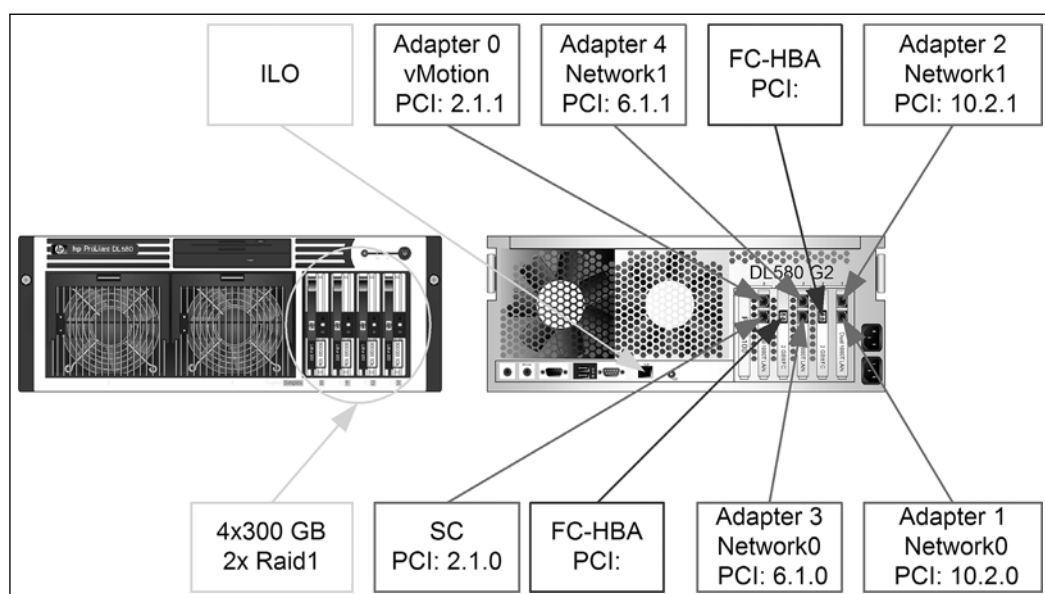 ILO
Adapter 0
vMotion
PCI: 2.1.1
Adapter 4
Network1
PCI: 6.1.1
FC-HBA
PCI:
Adapter 2
Network1
PCI: 10.2.1
hp ProLiant DL580
DL580 G2
4x300 GB
2x Raid1
SC
PCI: 2.1.0
FC-HBA
PCI:
Adapter 3
Network0
PCI: 6.1.0
Adapter 1
Network0
PCI: 10.2.0